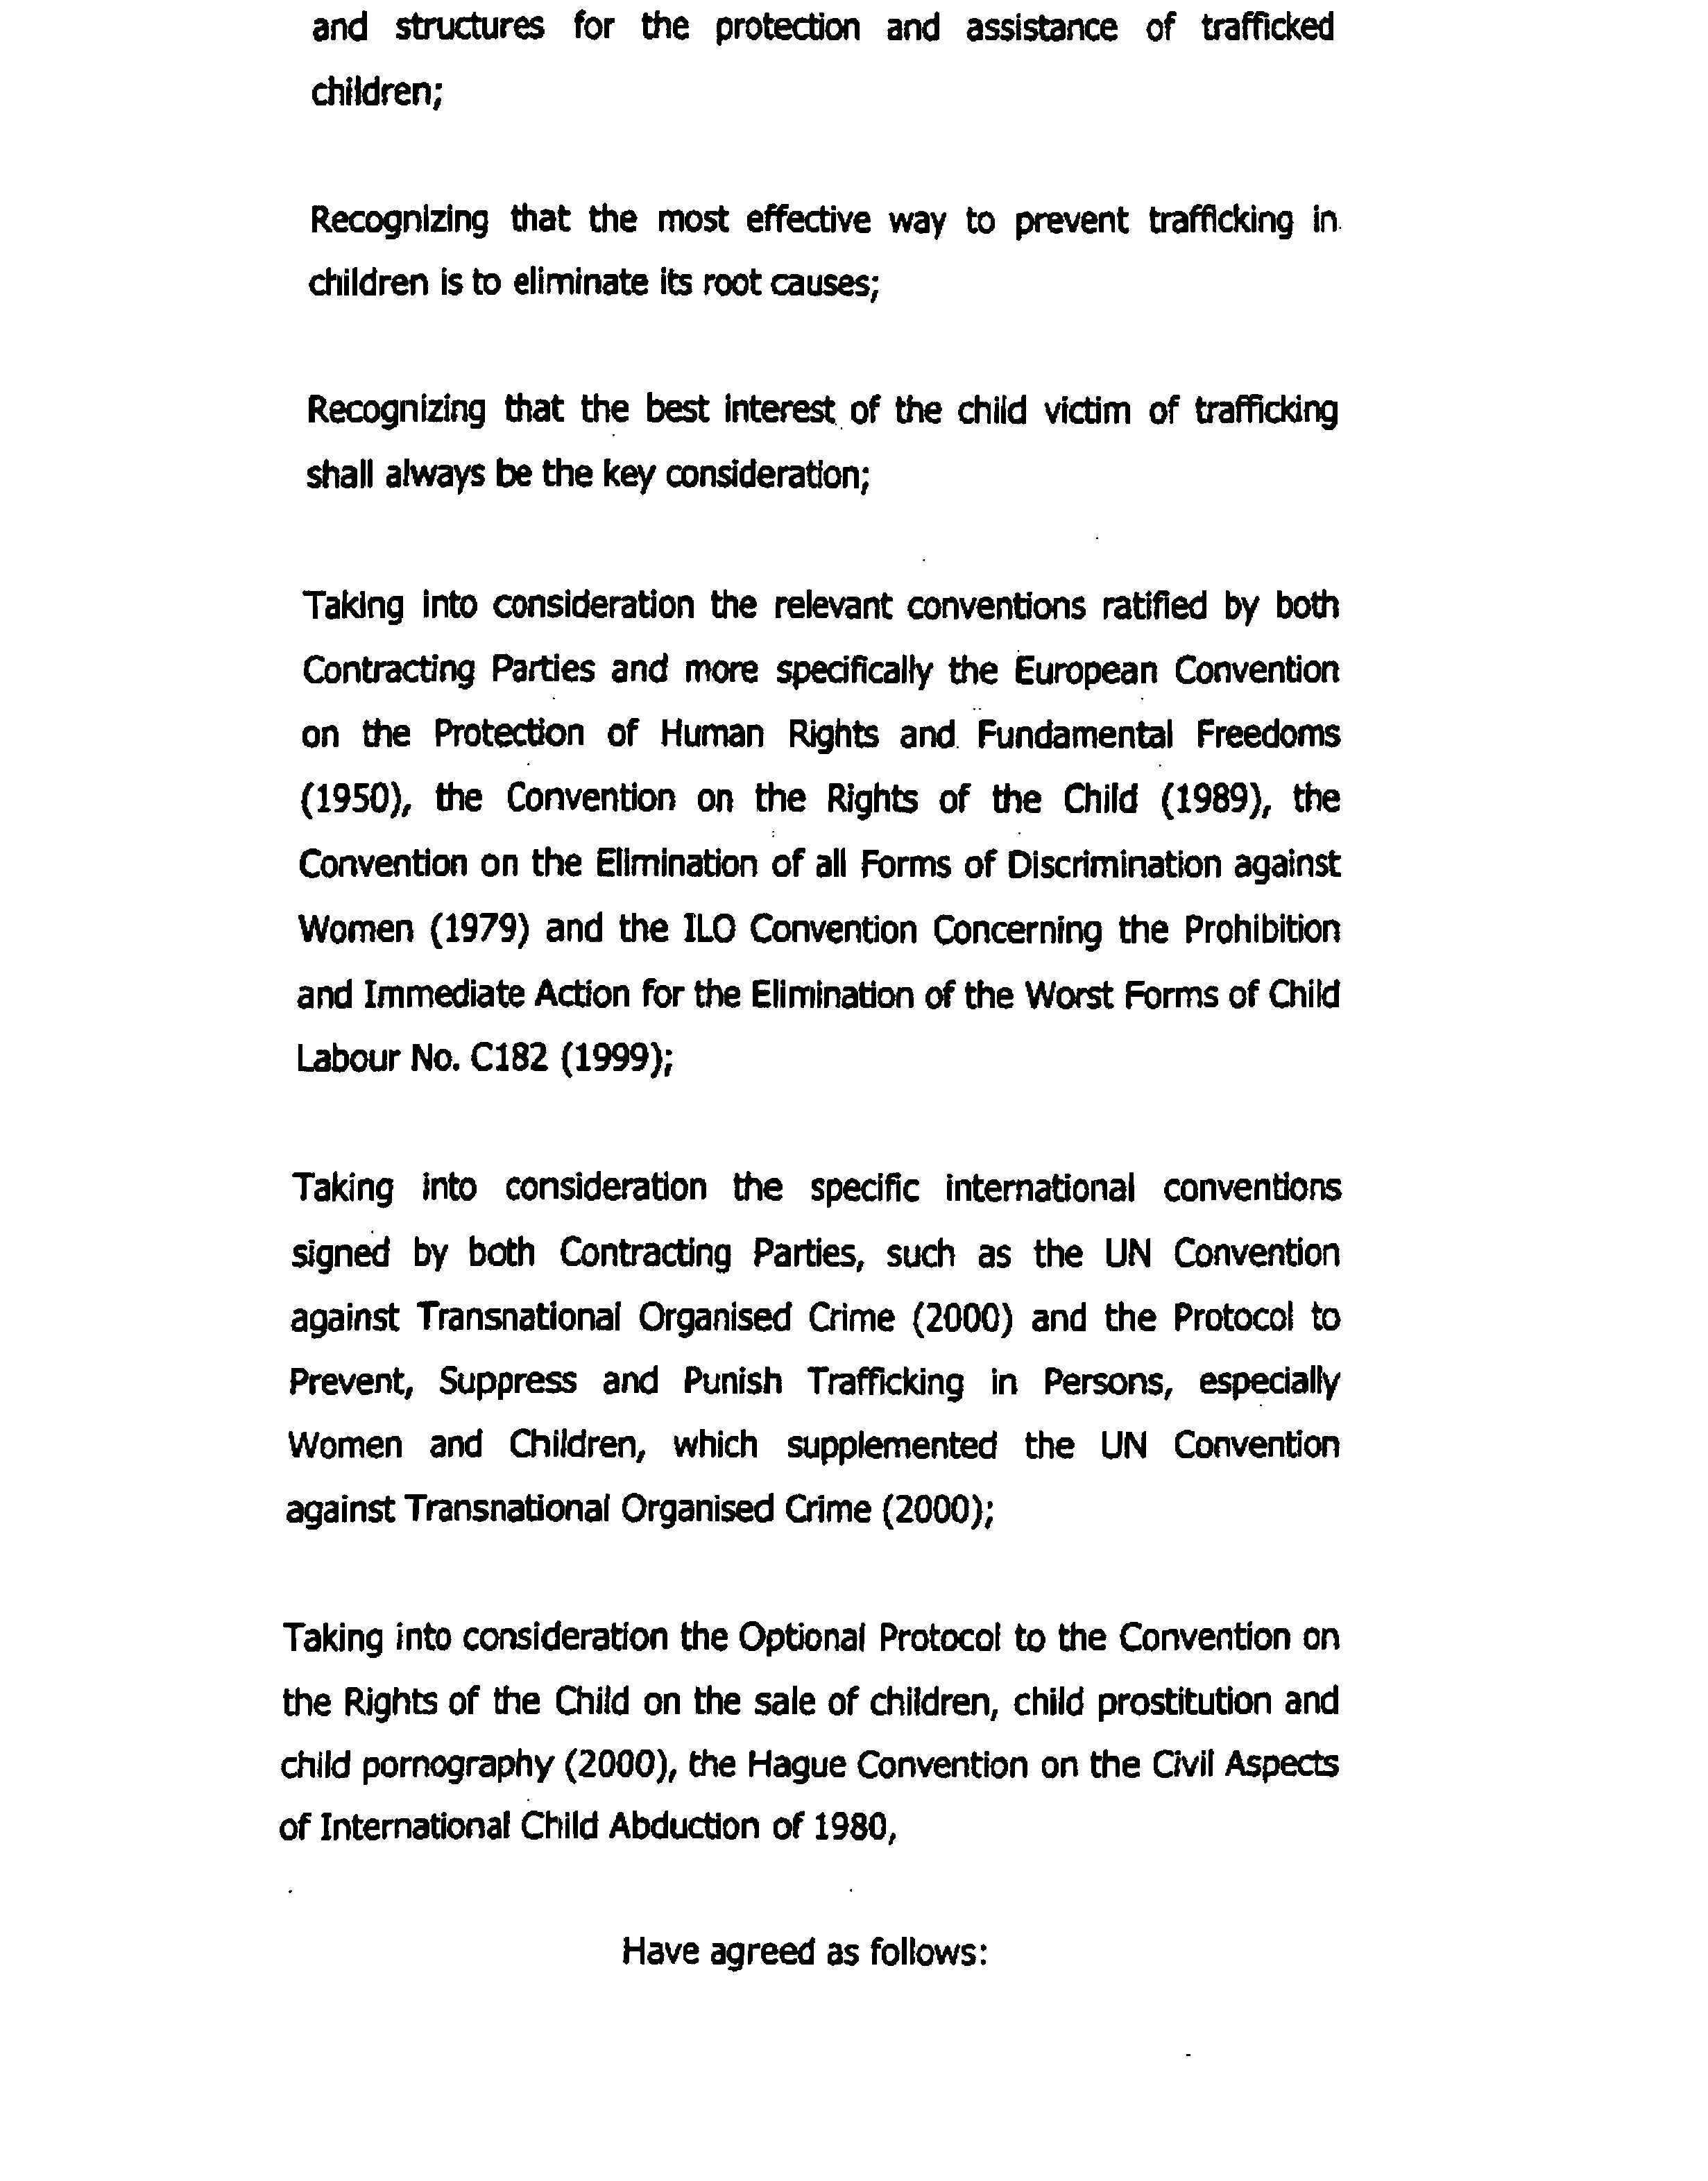 and structures for the protection and assistance of trafficked
children;
Recognizing that the most effective way to prevent trafficking in
children is to eliminate its root causes;
Recognizing that the best interest of the child victim of trafficking
shall always be the key consideration;
Taking into consideration the relevant conventions ratified by both
Contracting Parties and more specifically the European Convention
on the Protection of Human Rights and Fundamental Freedoms
(1950), the Convention on the Rights of the Child (1989), the
Convention on the Elimination of all Forms of Discrimination against
Women (1979) and the ILO Convention Concerning the Prohibition
and Immediate Action for the Elimination of the Worst Forms of Child
Labour No. C182 (1999);
Taking into consideration the specific international conventions
signed by both Contracting Parties, such as the UN Convention
against Transnational Organised Crime (2000) and the Protocol to
Prevent, Suppress and Punish Trafficking in Persons, especially
Women and Children, which supplemented the UN Convention
against Transnational Organised Crime (2000);
Taking into consideration the Optional Protocol to the Convention on
the Rights of the Child on the sale of children, child prostitution and
child pornography (2000), the Hague Convention on the Civil Aspects
of International Child Abduction of 1980,
Have agreed as follows: